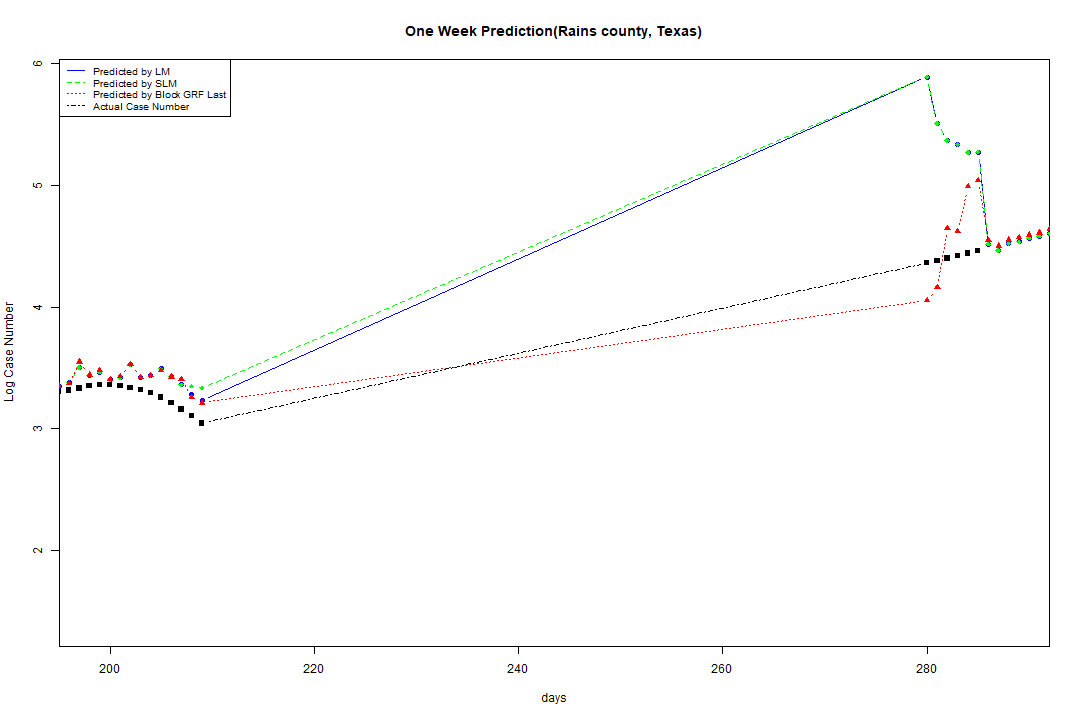 One Week Prediction(Rains county, Texas)
Predicted by LM
Predicted by SLM
Predicted by Block GRF Last
Actual Case Number
Log Case Number
6
5
4
3
2
200 220 240 260 280
days